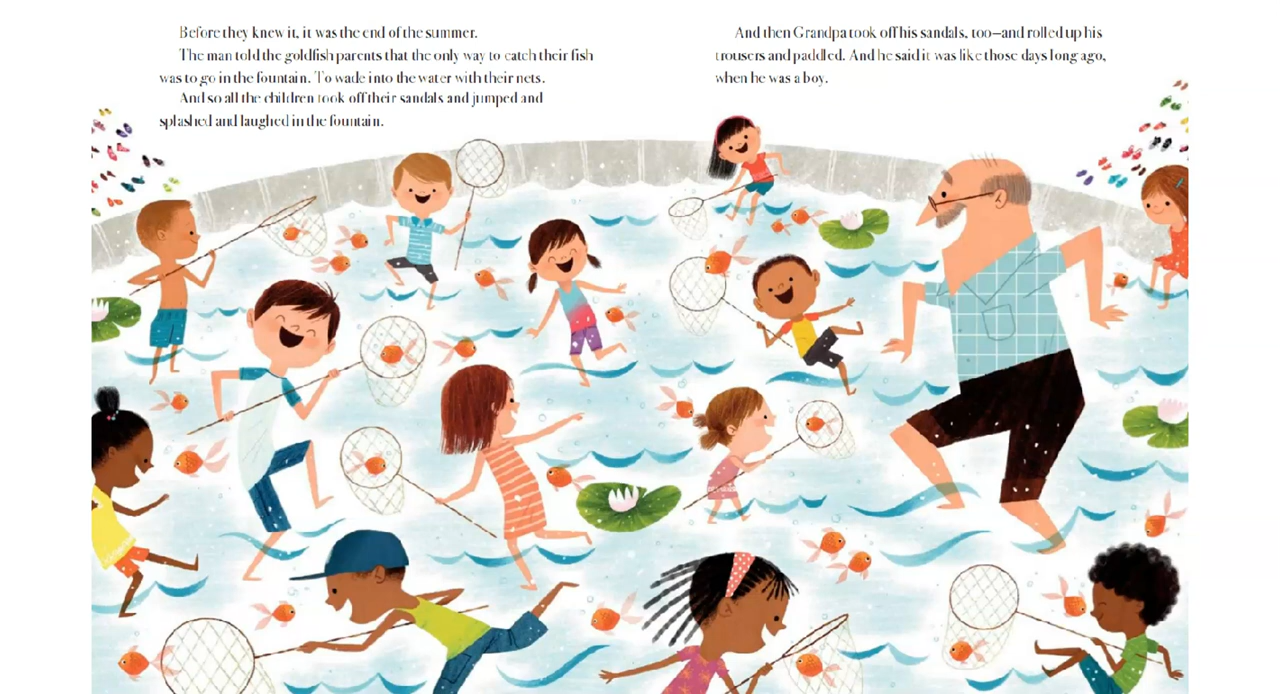 Before they knew it, it was the end of the summer.
The man told the goldfish parents that the only way to catch their fish
was to go in the fountain. To wade into the water with their nets.
And so all the children took off their sandals and jumped and
splashed and laughed in the fountain.
And then Grandpa took off his sandals, too—and rolled up his
trousers and paddled. And he said it was like those days long ago,
when he was a boy.